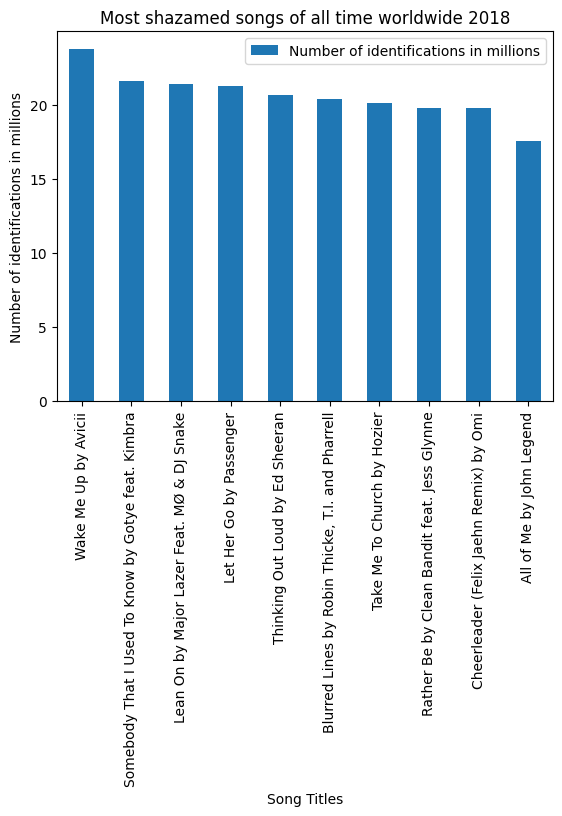 Most shazamed songs of all time worldwide 2018
Number of identifications in millions
Number of identifications in millions
20
15
10
5
0
Wake Me Up by Avicii
Somebody That I Used To Know by Gotye feat. Kimbra
Lean On by Major Lazer Feat. MØ & DJ Snake
Let Her Go by Passenger
Thinking Out Loud by Ed Sheeran
Blurred Lines by Robin Thicke, T.I. and Pharrell
Take Me To Church by Hozier
Rather Be by Clean Bandit feat. Jess Glynne
Cheerleader (Felix Jaehn Remix) by Omi
All of Me by John Legend
Song Titles